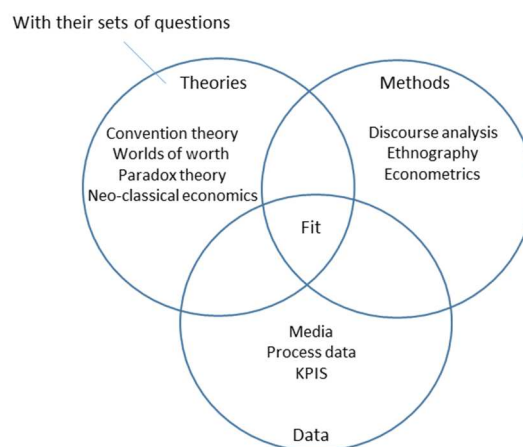 With their sets of questions
Theories
Methods
Convention theory
Worlds of worth
Paradox theory
Neo-classical economics
Discourse analysis
Ethnography
Econometrics
Fit
Media
Process data
KPIS
Data